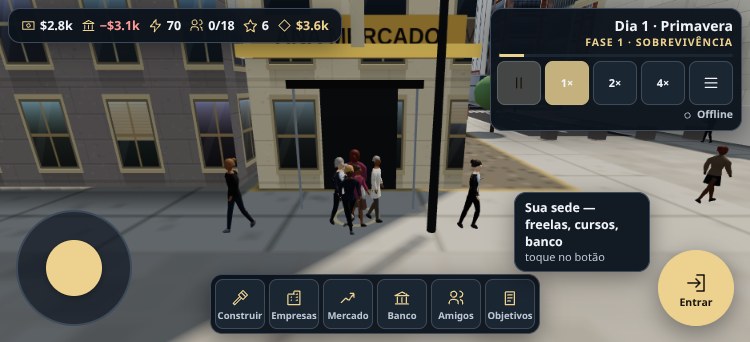 $2.8k −$3.1k 70 0/18 6 $3.6k
MERCADO
Dia 1 · Primavera
FASE 1 · SOBREVIVÊNCIA
1× 2× 4×
Offline
Sua sede —
freelas, cursos,
banco
toque no botão
Entrar
Construir Empresas Mercado Banco Amigos Objetivos